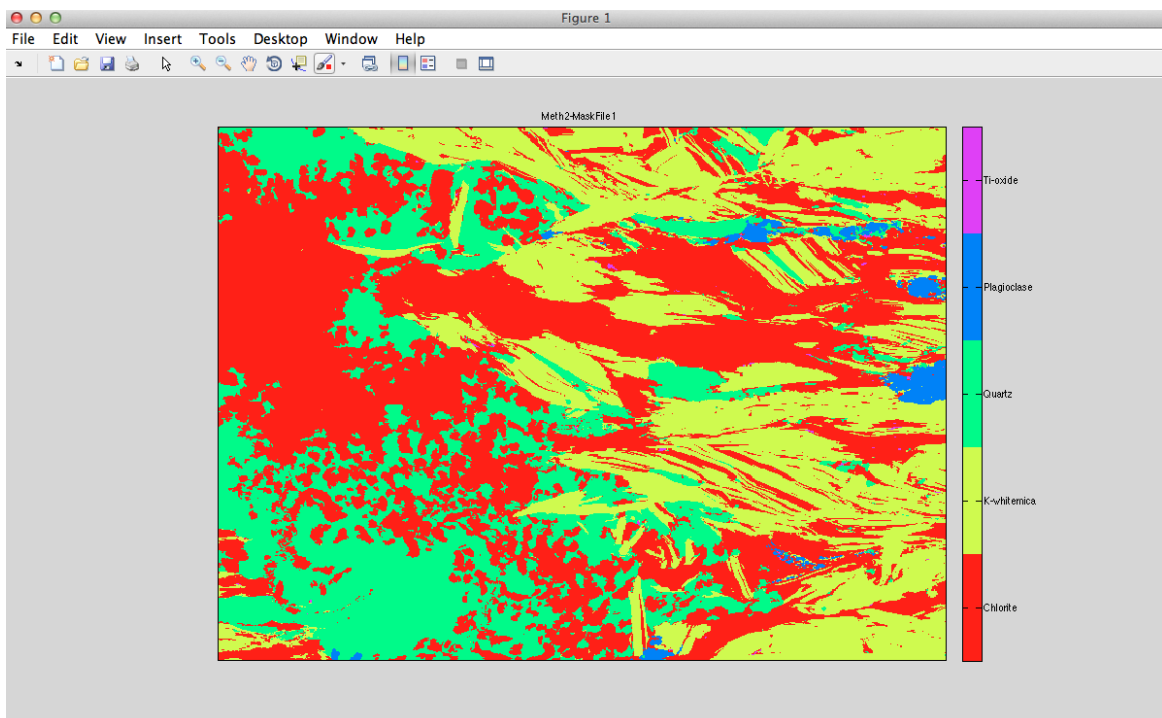 Figure 1
File Edit View Insert Tools Desktop Window Help
Meth2-MaskFile1
Ti-oxide
Plagioclase
Quartz
K-whitemica
Chlorite